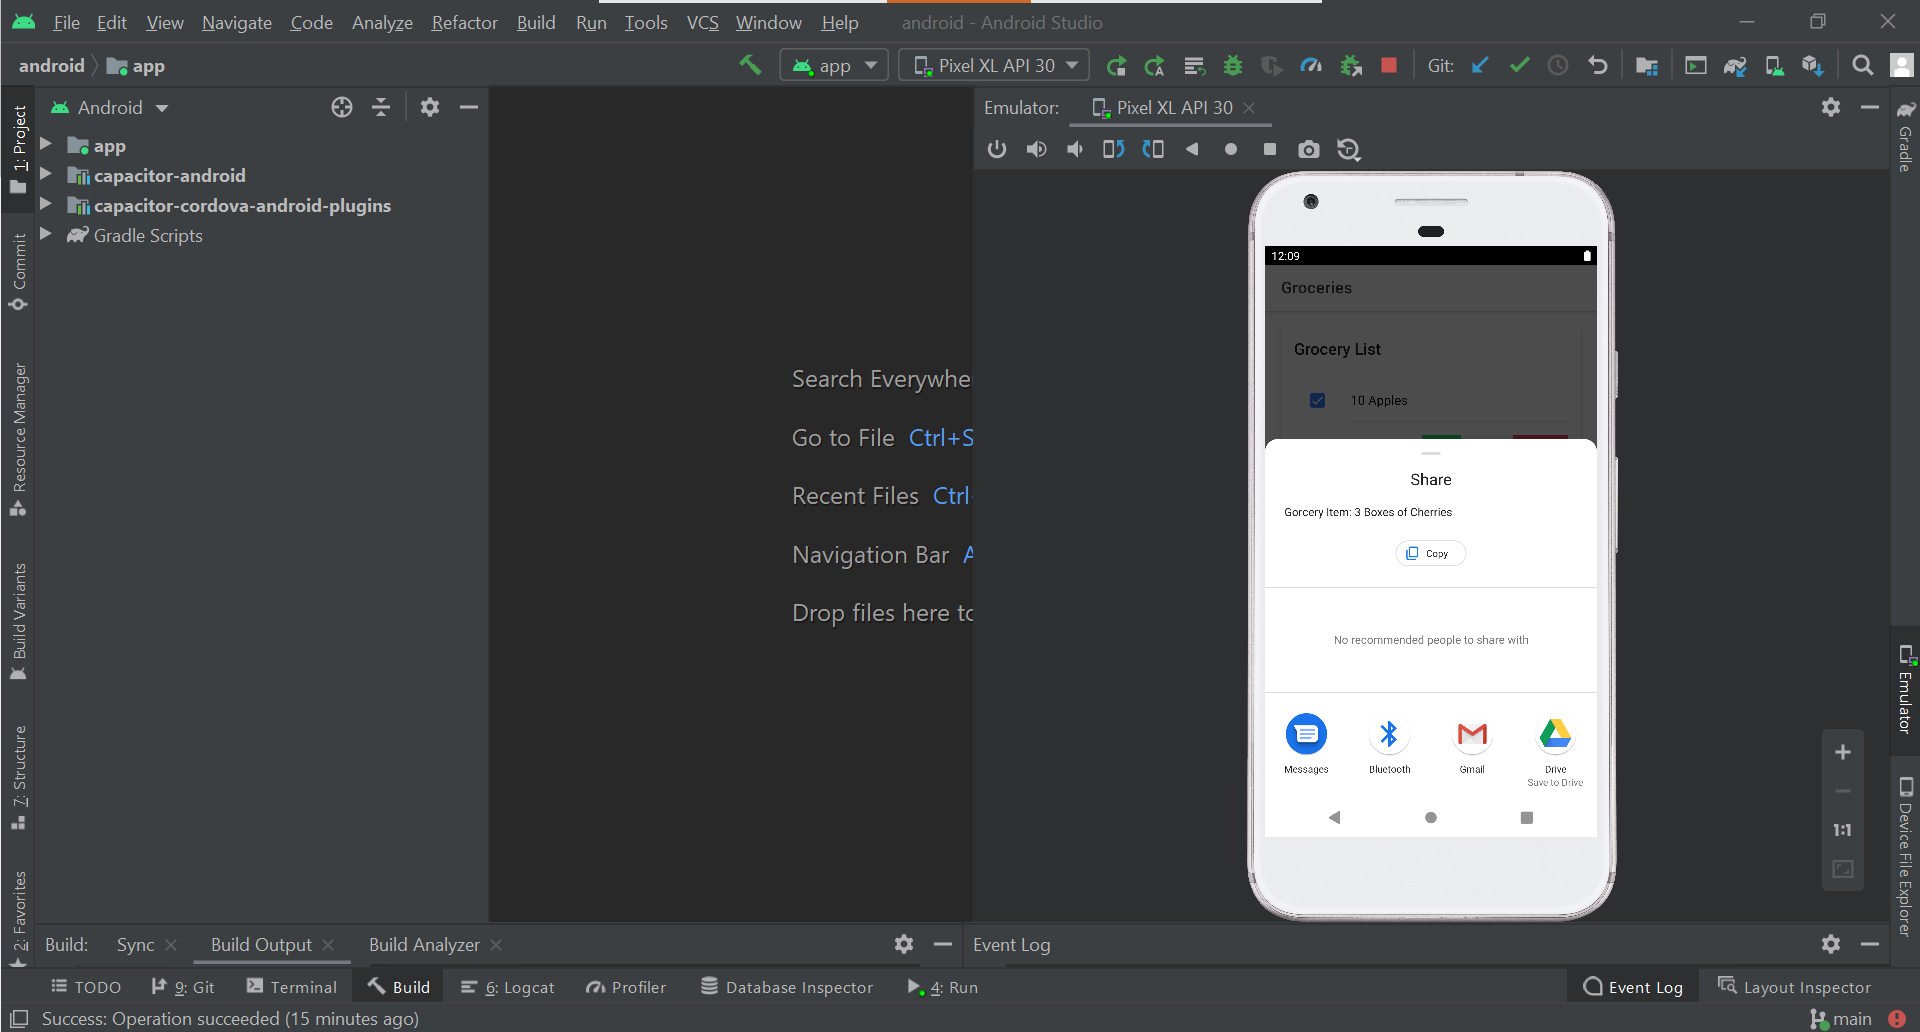 File Edit View Navigate Code Analyze Refactor Build Run Tools VCS Window Help android - Android Studio
android app
app Pixel XL API 30 Git:
Android
app
capacitor-android
capacitor-cordova-android-plugins
Gradle Scripts
1: Project
Commit
Resource Manager
Build Variants
7: Structure
2: Favorites
Search Everywhe
Go to File Ctrl+S
Recent Files Ctrl
Navigation Bar A
Drop files here to
Emulator: Pixel XL API 30
12:09
Groceries
Grocery List
10 Apples
Share
Gorcery Item: 3 Boxes of Cherries
Copy
No recommended people to share with
Messages Bluetooth Gmail Drive
Save to Drive
1:1
Gradle
Emulator
Device File Explorer
Build: Sync Build Output Build Analyzer
Event Log
TODO 9: Git Terminal Build 6: Logcat Profiler Database Inspector 4: Run Event Log Layout Inspector
Success: Operation succeeded (15 minutes ago) main